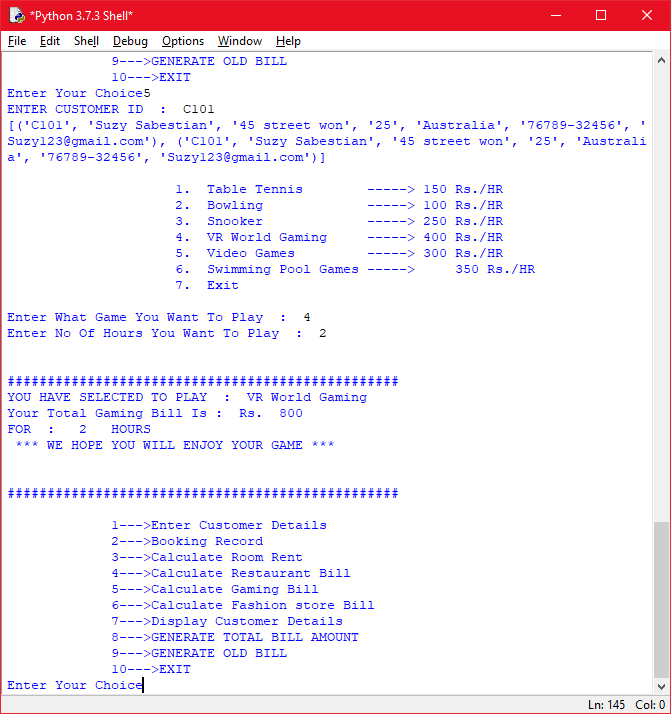 *Python 3.7.3 Shell*
File Edit Shell Debug Options Window Help
9--->GENERATE OLD BILL
10--->EXIT
Enter Your Choice5
ENTER CUSTOMER ID : C101
[('C101', 'Suzy Sabestian', '45 street won', '25', 'Australia', '76789-32456', '
Suzy123@gmail.com'), ('C101', 'Suzy Sabestian', '45 street won', '25', 'Australi
a', '76789-32456', 'Suzy123@gmail.com')]
1. Table Tennis -----> 150 Rs./HR
2. Bowling -----> 100 Rs./HR
3. Snooker -----> 250 Rs./HR
4. VR World Gaming -----> 400 Rs./HR
5. Video Games -----> 300 Rs./HR
6. Swimming Pool Games -----> 350 Rs./HR
7. Exit
Enter What Game You Want To Play : 4
Enter No Of Hours You Want To Play : 2
#################################################
YOU HAVE SELECTED TO PLAY : VR World Gaming
Your Total Gaming Bill Is : Rs. 800
FOR : 2 HOURS
*** WE HOPE YOU WILL ENJOY YOUR GAME ***
#################################################
1--->Enter Customer Details
2--->Booking Record
3--->Calculate Room Rent
4--->Calculate Restaurant Bill
5--->Calculate Gaming Bill
6--->Calculate Fashion store Bill
7--->Display Customer Details
8--->GENERATE TOTAL BILL AMOUNT
9--->GENERATE OLD BILL
10--->EXIT
Enter Your Choice
Ln: 145 Col: 0